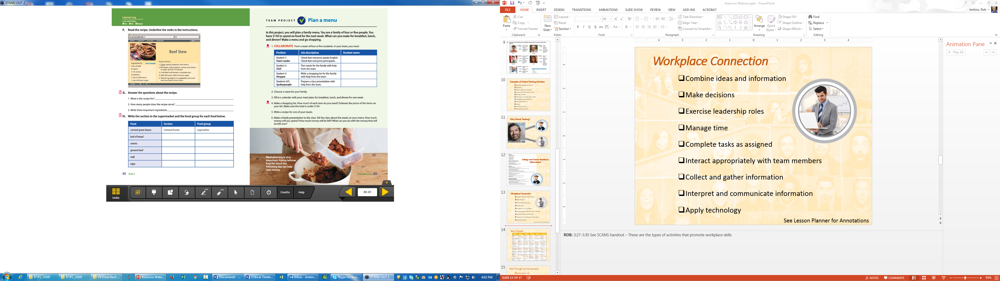 STAND OUT 2
Learner Log
I can read recipes.
Yes No Maybe
F. Read the recipe. Underline the verbs in the instructions.
Beef Stew
Ingredients: Serves 10 people
3 lbs of beef
4 carrots
1-1/2 onions
2 potatoes
1 cup of chili sauce
1 cup of brown sugar
Instructions:
1. Chop carrots, potatoes, and onions.
2. Boil water. Add potatoes, carrots, and onions
to water. Boil for 15 minutes.
3. Cook beef until brown in separate pan.
4. Add chili sauce. Mix in brown sugar.
5. Add all ingredients to vegetables and cook
over low heat for two hours.
G. Answer the questions about the recipe.
1. What is the recipe for?
2. How many people does the recipe serve?
3. Write three important ingredients.
H. Write the section in the supermarket and the food group for each food below.
Food Section Food group
canned green beans Canned Goods vegetables
loaf of bread
onions
ground beef
milk
eggs
80 Unit 3
TEAM PROJECT Plan a menu
In this project, you will plan a family menu. You are a family of four or five people. You
have $150 to spend on food for the next week. What can you make for breakfast, lunch,
and dinner? Make a menu and go shopping.
1. COLLABORATE Form a team of four or five students. In your team, you need:
Position Job description Student name
Student 1: Check that everyone speaks English.
Team Leader Check that everyone participates.
Student 2: Plan meals for the family with help
Chef from the team.
Student 3: Write a shopping list for the family
Shopper with help from the team.
Students 4/5: Prepare a class presentation with
Spokespeople help from the team.
2. Choose a name for your family.
3. Fill in a calendar with your meal plans for breakfast, lunch, and dinner for one week.
4. Make a shopping list. How much of each item do you need? Estimate the prices of the items on
your list. Make sure the total is under $150.
5. Write a recipe for one of your meals.
6. Make a family presentation to the class. Tell the class about the meals on your menu. How much
money will you spend? How much money will be left? What can you do with the money that will
be left over?
Meal planning is very
important. Eating leftover
food for lunch the
following day can help
save money.
Team Project 81
Units
Credits Help
80-81
Inservice Webinar.pptx - PowerPoint
FILE HOME INSERT DESIGN TRANSITIONS ANIMATIONS SLIDE SHOW REVIEW VIEW ADD-INS ACROBAT
Jenkins, Rob
Paste
Cut
Copy
Format Painter
Clipboard
New
Slide
Layout
Reset
Section
Slides
40
Font
Text Direction
Align Text
Convert to SmartArt
Paragraph
Arrange
Quick
Styles
Shape Fill
Shape Outline
Shape Effects
Drawing
Find
Replace
Select
Editing
9
10
Examples of Critical Thinking Activities
11
Why Critical Thinking?
12
College and Career Readiness
Abbreviated
13
Workplace Connection
14
Team Projects
15
Walk Through and Components
Workplace Connection
Combine ideas and information
Make decisions
Exercise leadership roles
Manage time
Complete tasks as assigned
Interact appropriately with team members
Collect and gather information
Interpret and communicate information
Apply technology
See Lesson Planner for Annotations
ROB: 3:27-3:30 See SCANS handout – These are the types of activities that promote workplace skills
Animation Pane
Play All
E:\PC_USER E:\PC_USER H:\Final Back ... Inservice Webi... Document1 - ... Critical Thinki... Inbox - Jenkin... Skype for Busi... STAND OUT 2 4:02 PM
SLIDE 13 OF 17 NOTES COMMENTS 95%